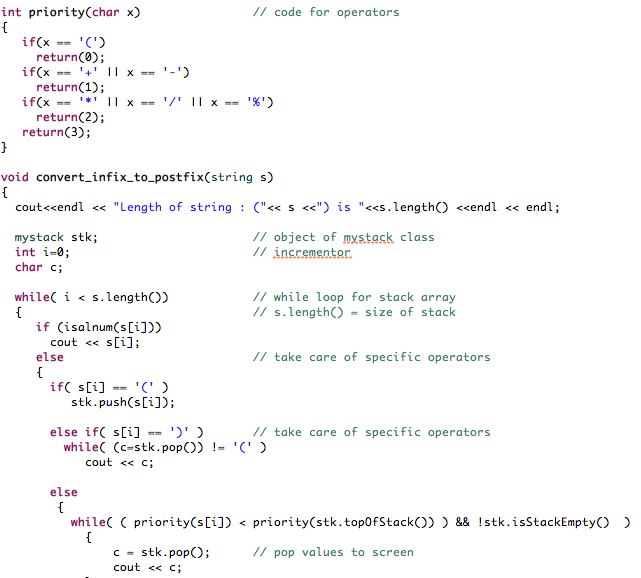 int priority(char x)                    // code for operators
{
   if(x == '(')
     return(0);
   if(x == '+' || x == '-')
     return(1);
   if(x == '*' || x == '/' || x == '%')
     return(2);
   return(3);
}
void convert_infix_to_postfix(string s)
{
  cout<<endl << "Length of string : ("<< s <<") is "<<s.length() <<endl << endl;
  mystack stk;                      // object of mystack class
  int i=0;                          // incrementor
  char c;
  while( i < s.length())            // while loop for stack array
  {                                 // s.length() = size of stack
     if (isalnum(s[i]))
       cout << s[i];
     else                           // take care of specific operators
     {
       if( s[i] == '(' )
          stk.push(s[i]);
       else if( s[i] == ')' )       // take care of specific operators
         while( (c=stk.pop()) != '(' )
            cout << c;
       else
        {
          while( ( priority(s[i]) < priority(stk.topOfStack()) ) && !stk.isStackEmpty()  )
            {
                c = stk.pop();      // pop values to screen
                cout << c;